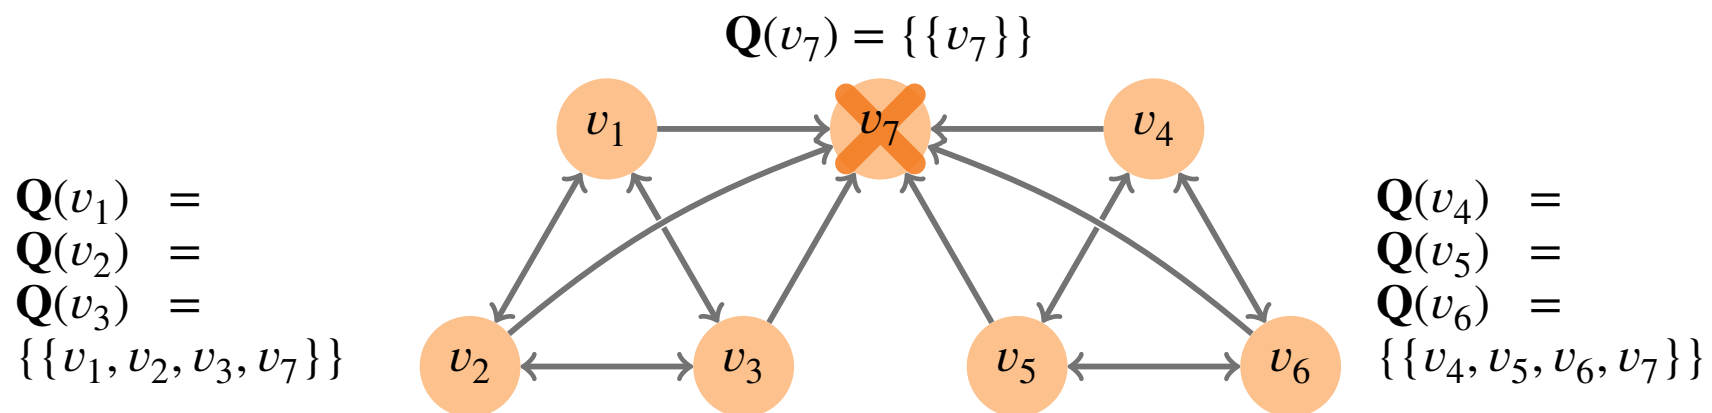 𝐐(v₇) = {{v₇}}
v₁
v₇
v₄
𝐐(v₁) =
𝐐(v₂) =
𝐐(v₃) =
{{v₁, v₂, v₃, v₇}}
𝐐(v₄) =
𝐐(v₅) =
𝐐(v₆) =
{{v₄, v₅, v₆, v₇}}
v₂
v₃
v₅
v₆